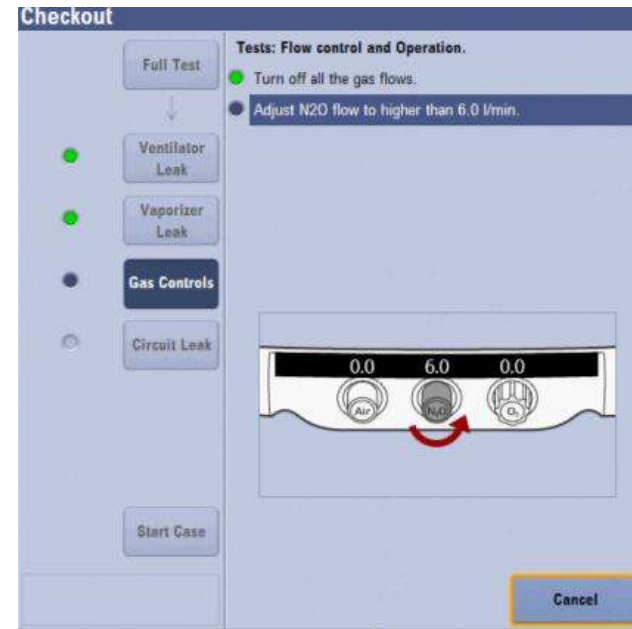 Checkout
Full Test
Ventilator
Leak
Vaporizer
Leak
Gas Controls
Circuit Leak
Start Case
Tests: Flow control and Operation.
Turn off all the gas flows.
Adjust N2O flow to higher than 6.0 l/min.
0.0 6.0 0.0
Air N₂O O₂
Cancel